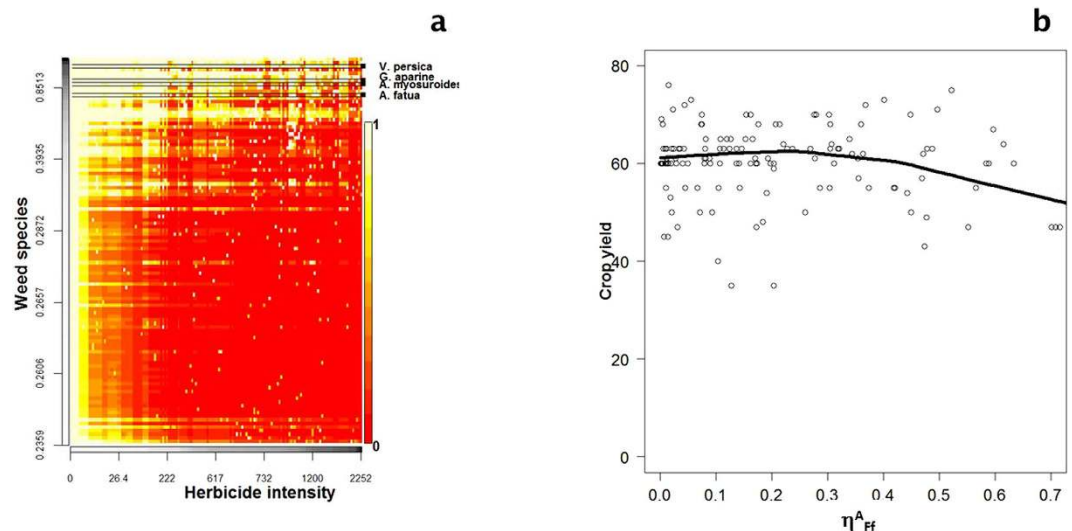 a
V. persica
G. aparine
A. myosuroides
A. fatua
1
0
0.8513
0.3935
0.2872
0.2657
0.2606
0.2359
Weed species
0 26 4 222 617 732 1200 2252
Herbicide intensity
b
80
60
40
20
0
Crop yield
0.0 0.1 0.2 0.3 0.4 0.5 0.6 0.7
ηAFf